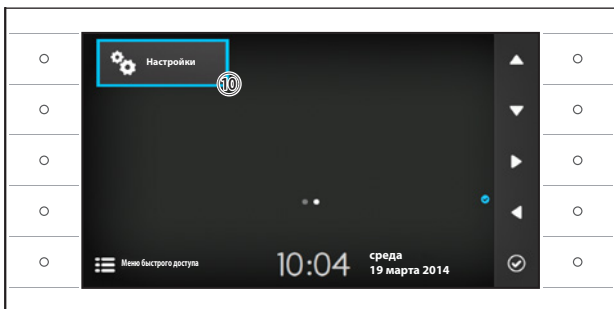 Настройки
⑩
Меню быстрого доступа
10:04
среда
19 марта 2014